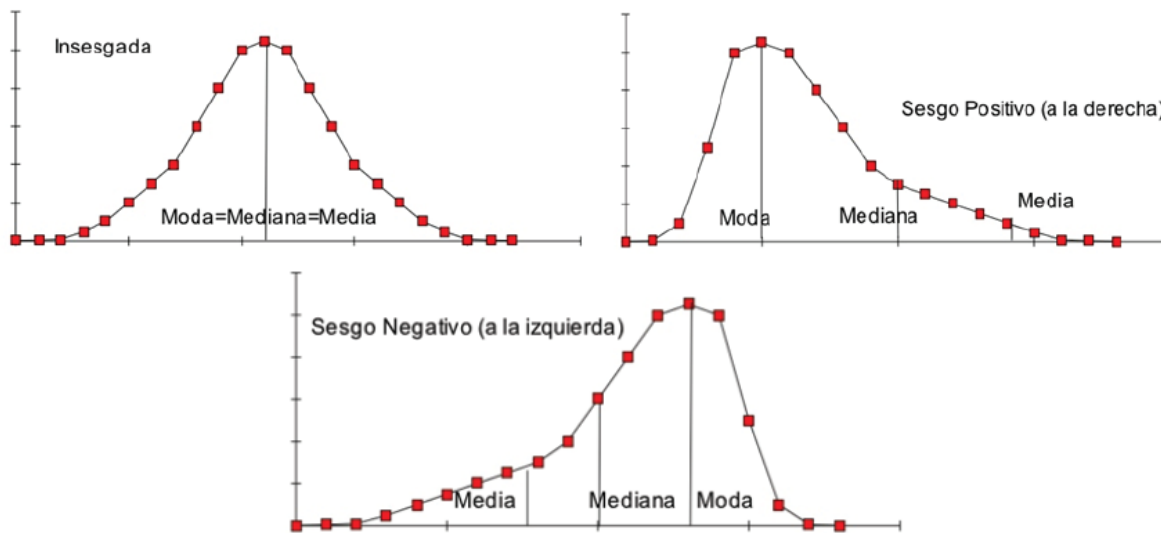 Insesgada
Moda=Mediana=Media
Sesgo Positivo (a la derecha)
Moda
Mediana
Media
Sesgo Negativo (a la izquierda)
Media
Mediana
Moda